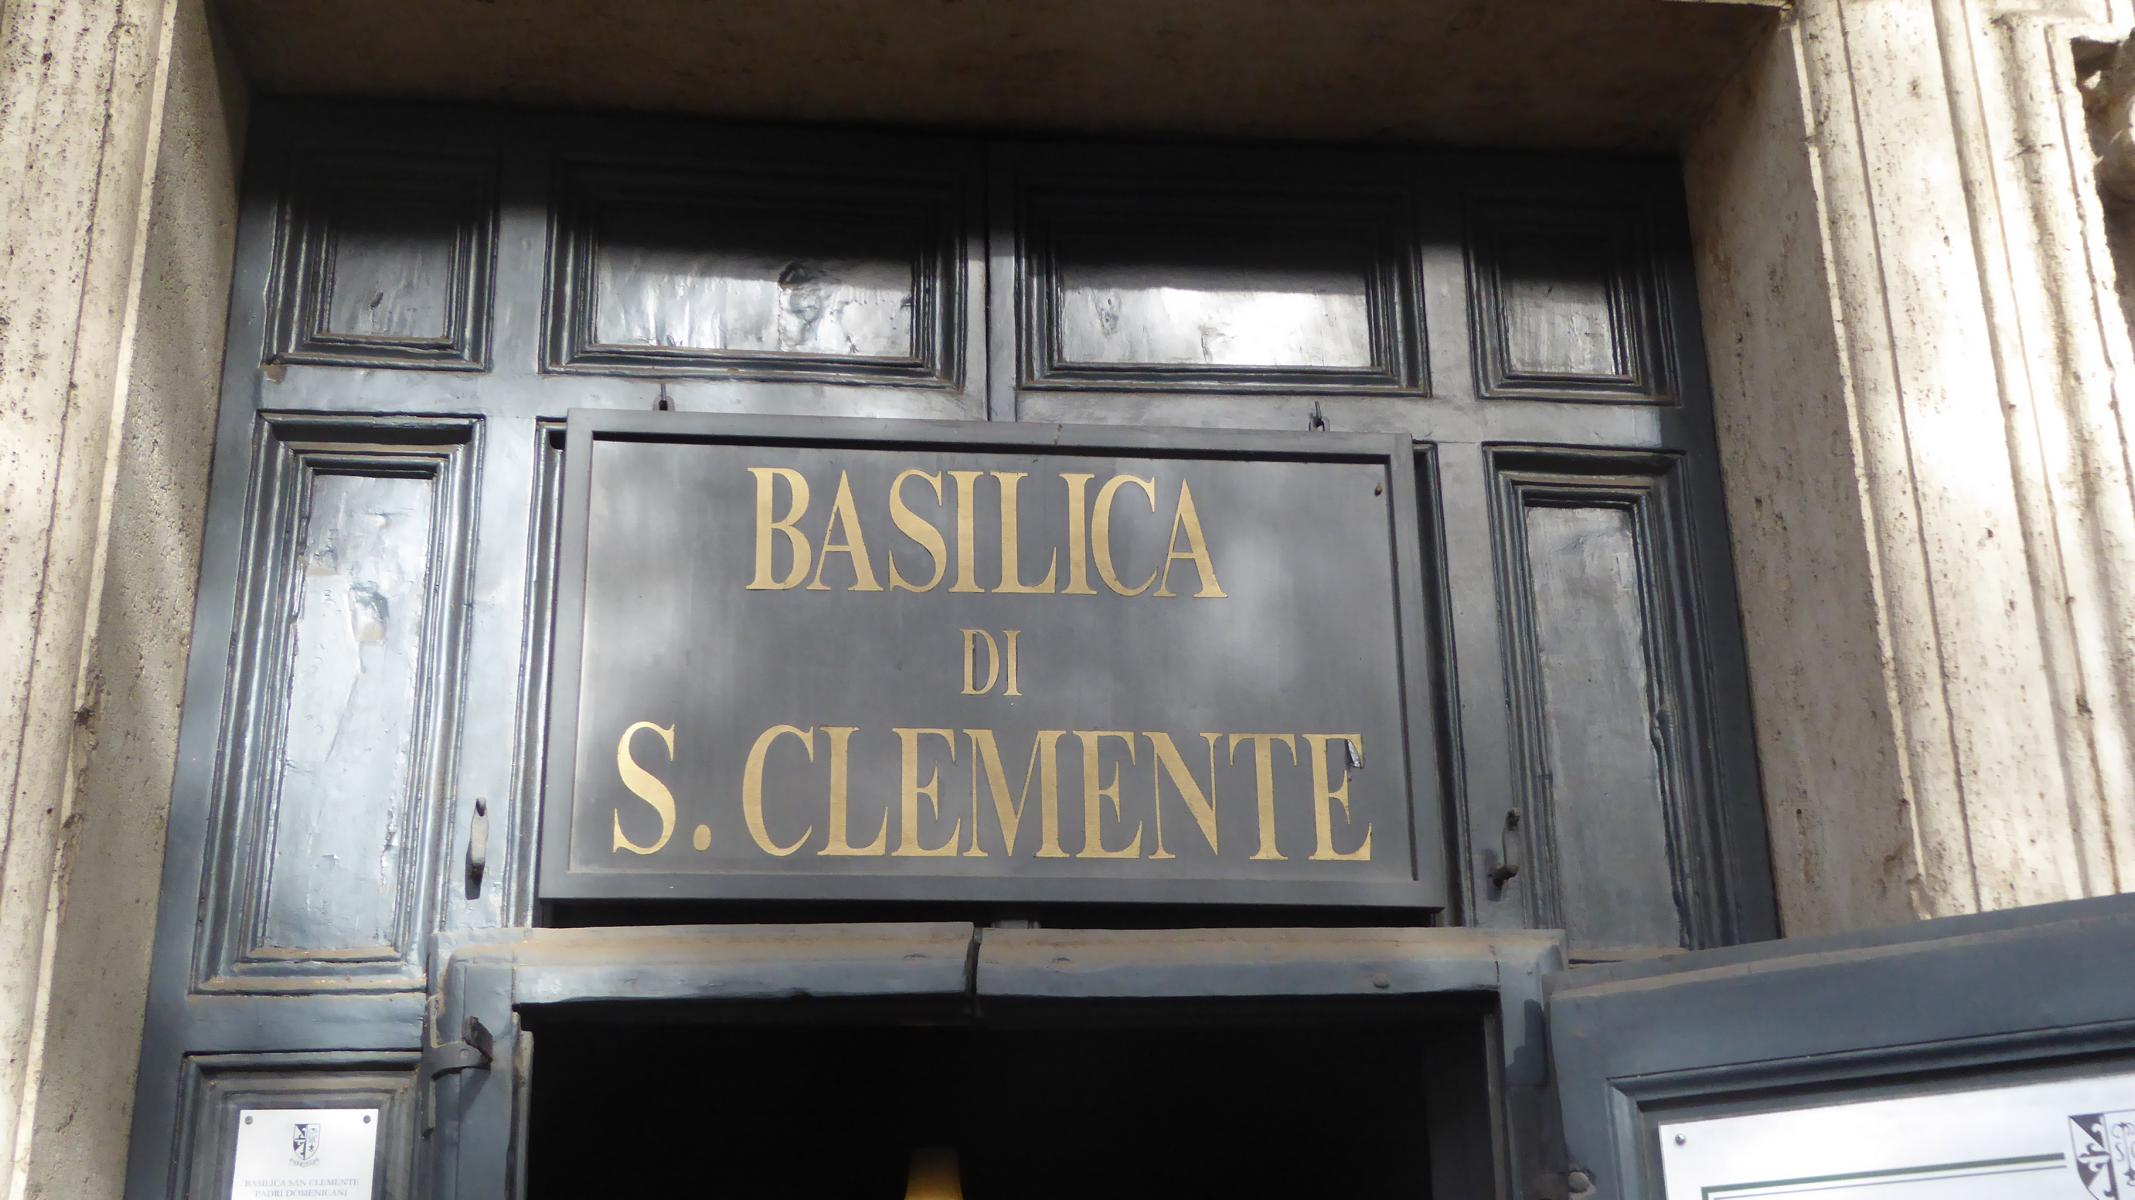 BASILICA
DI
S. CLEMENTE
BASILICA SAN CLEMENTE
PADRI DOMENICANI